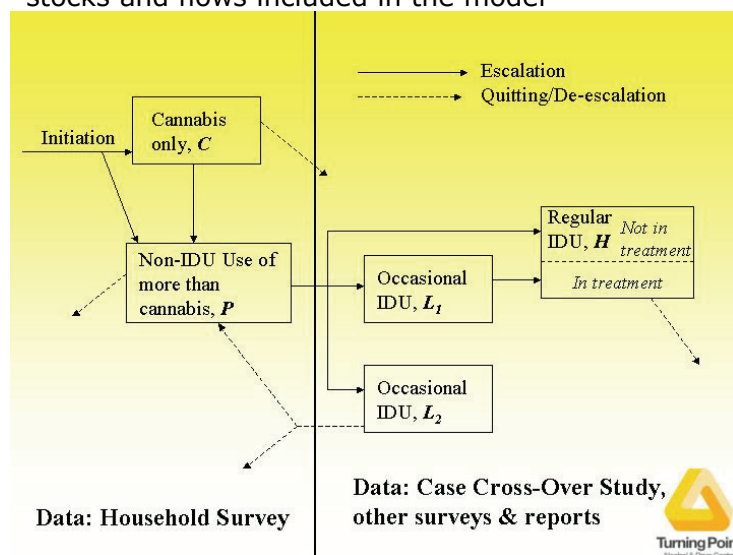 stocks and flows included in the model
Escalation
Quitting/De-escalation
Initiation
Cannabis
only, C
Non-IDU Use of
more than
cannabis, P
Occasional
IDU, L1
Occasional
IDU, L2
Regular
IDU, H
Not in
treatment
In treatment
Data: Household Survey
Data: Case Cross-Over Study,
other surveys & reports
Turning Poin